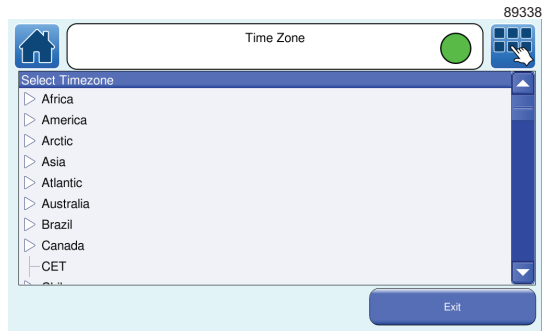 89338
Time Zone
Select Timezone
Africa
America
Arctic
Asia
Atlantic
Australia
Brazil
Canada
CET
Exit